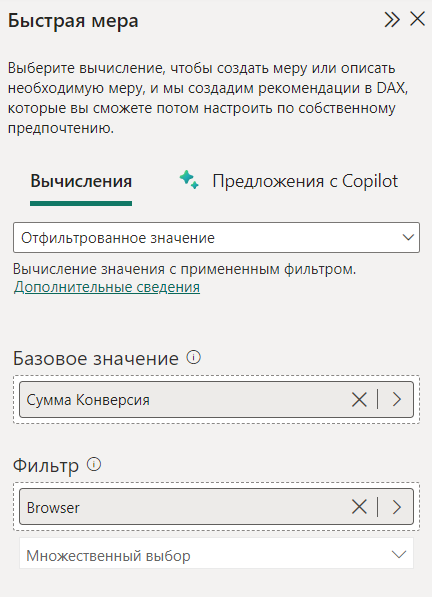 Быстрая мера
Выберите вычисление, чтобы создать меру или описать
необходимую меру, и мы создадим рекомендации в DAX,
которые вы сможете потом настроить по собственному
предпочтению.
Вычисления
Предложения с Copilot
Отфильтрованное значение
Вычисление значения с примененным фильтром.
Дополнительные сведения
Базовое значение
Сумма Конверсия
Фильтр
Browser
Множественный выбор